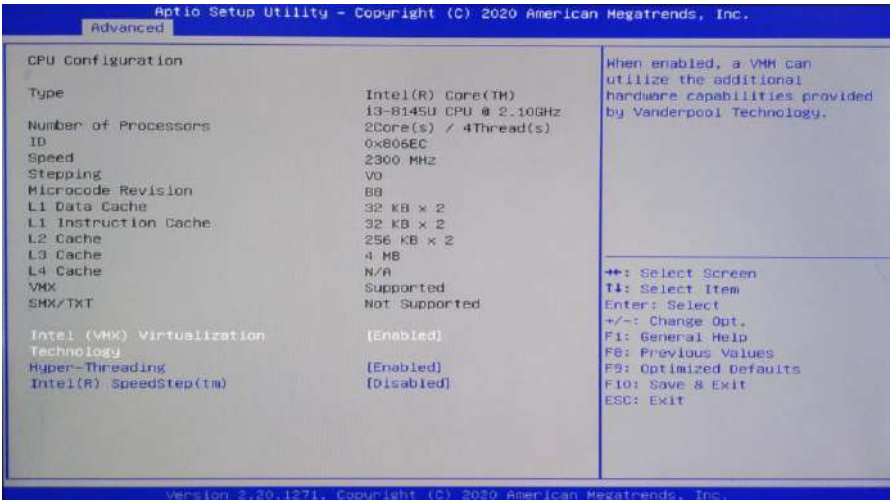 Aptio Setup Utility - Copyright (C) 2020 American Megatrends, Inc.
Advanced
CPU Configuration
Type Intel(R) Core(TM)
i3-8145U CPU @ 2.10GHz
Number of Processors 2Core(s) / 4Thread(s)
ID 0x806EC
Speed 2300 MHz
Stepping V0
Microcode Revision B8
L1 Data Cache 32 KB x 2
L1 Instruction Cache 32 KB x 2
L2 Cache 256 KB x 2
L3 Cache 4 MB
L4 Cache N/A
VMX Supported
SMX/TXT Not Supported
Intel (VMX) Virtualization [Enabled]
Technology
Hyper-Threading [Enabled]
Intel(R) SpeedStep(tm) [Disabled]
When enabled, a VMM can
utilize the additional
hardware capabilities provided
by Vanderpool Technology.
→←: Select Screen
↑↓: Select Item
Enter: Select
+/-: Change Opt.
F1: General Help
F8: Previous Values
F9: Optimized Defaults
F10: Save & Exit
ESC: Exit
Version 2.20.1271. Copyright (C) 2020 American Megatrends, Inc.